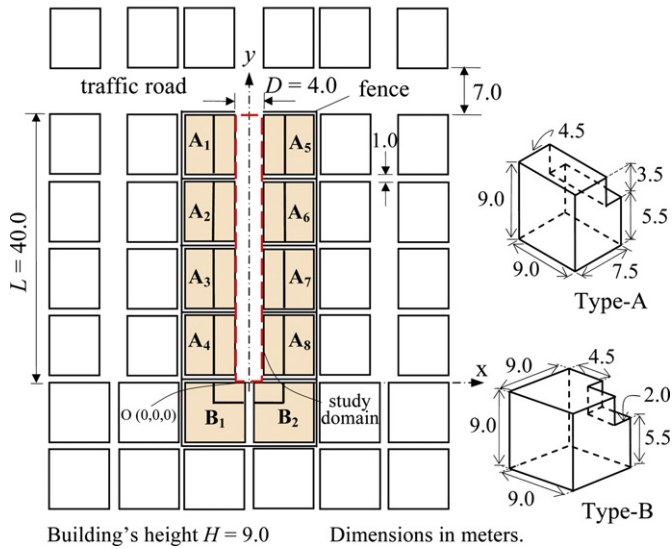 y
traffic road
D = 4.0
fence
7.0
A1
A5
1.0
A2
A6
L = 40.0
A3
A7
A4
A8
x
O (0,0,0)
study
domain
B1
B2
4.5
3.5
9.0
5.5
9.0
7.5
Type-A
9.0
4.5
2.0
9.0
5.5
9.0
Type-B
Building's height H = 9.0
Dimensions in meters.